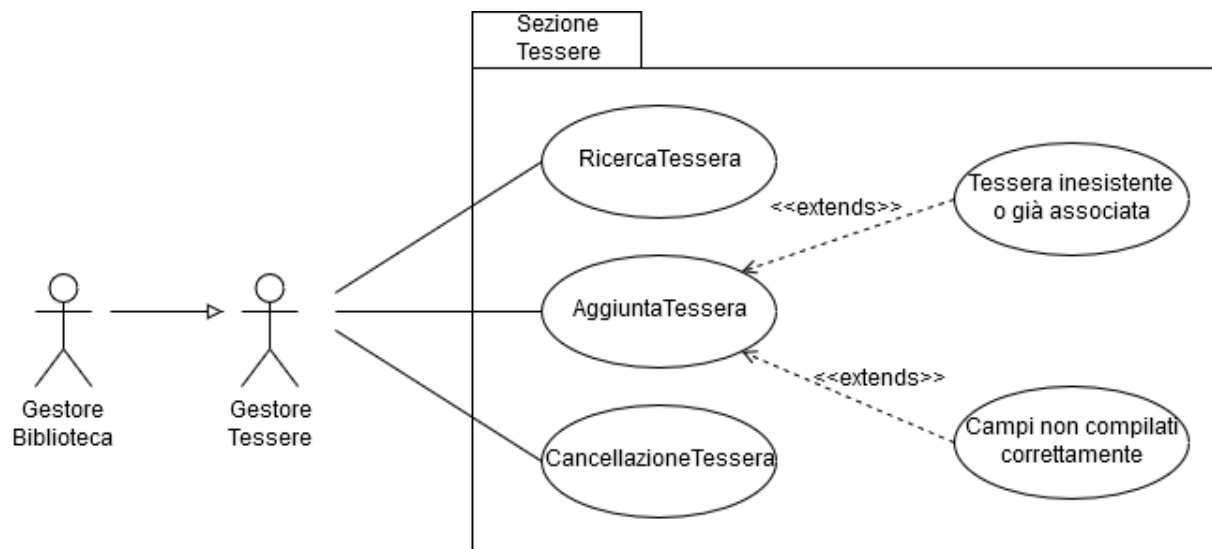 Sezione
Tessere
RicercaTessera
Tessera inesistente
o già associata
<<extends>>
AggiuntaTessera
<<extends>>
Gestore
Biblioteca
Gestore
Tessere
Campi non compilati
correttamente
CancellazioneTessera